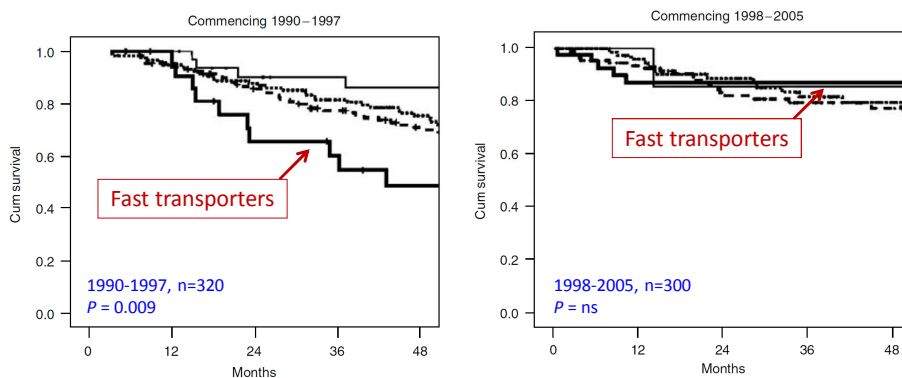 Commencing 1990–1997
Cum survival
1.0
0.8
0.6
0.4
0.2
0.0
Fast transporters
1990-1997, n=320
P = 0.009
0 12 24 36 48
Months
Commencing 1998–2005
Cum survival
1.0
0.8
0.6
0.4
0.2
0.0
Fast transporters
1998-2005, n=300
P = ns
0 12 24 36 48
Months